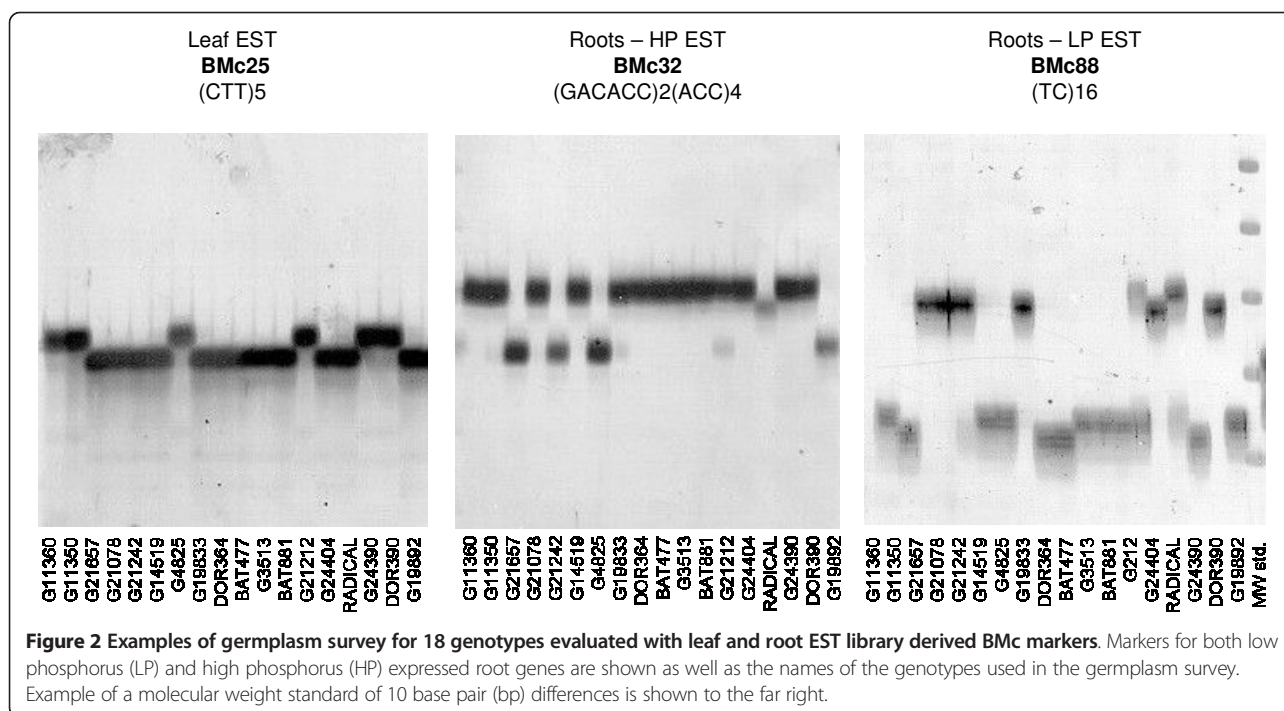 Leaf EST
BMc25
(CTT)5
Roots – HP EST
BMc32
(GACACC)2(ACC)4
Roots – LP EST
BMc88
(TC)16
G11360
G11350
G21657
G21078
G21242
G14519
G4825
G19833
DOR364
BAT477
G3513
BAT881
G21212
G24404
RADICAL
G24390
DOR390
G19892
G11360
G11350
G21657
G21078
G21242
G14519
G4825
G19833
DOR364
BAT477
G3513
BAT881
G21212
G24404
RADICAL
G24390
DOR390
G19892
G11360
G11350
G21657
G21078
G21242
G14519
G4825
G19833
DOR364
BAT477
G3513
BAT881
G212
G24404
RADICAL
G24390
DOR390
G19892
MW std.
Figure 2 Examples of germplasm survey for 18 genotypes evaluated with leaf and root EST library derived BMc markers. Markers for both low
phosphorus (LP) and high phosphorus (HP) expressed root genes are shown as well as the names of the genotypes used in the germplasm survey.
Example of a molecular weight standard of 10 base pair (bp) differences is shown to the far right.